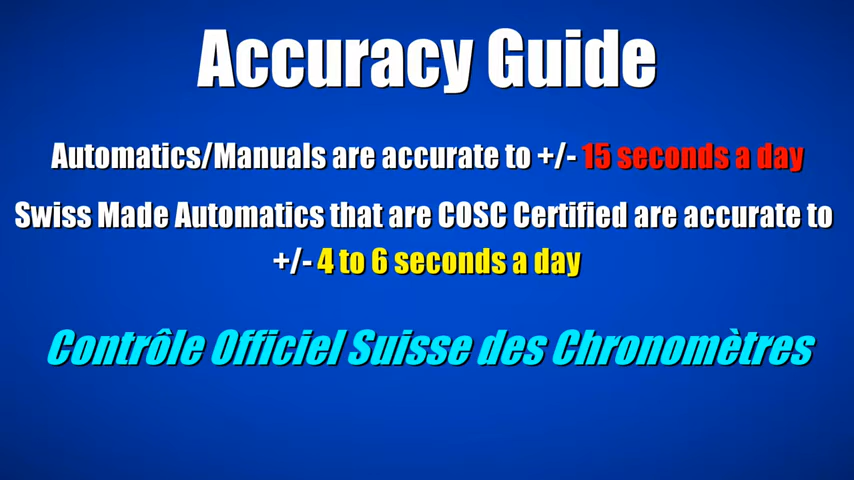 Accuracy Guide
Automatics/Manuals are accurate to +/- 15 seconds a day
Swiss Made Automatics that are COSC Certified are accurate to
+/- 4 to 6 seconds a day
Contrôle Officiel Suisse des Chronomètres